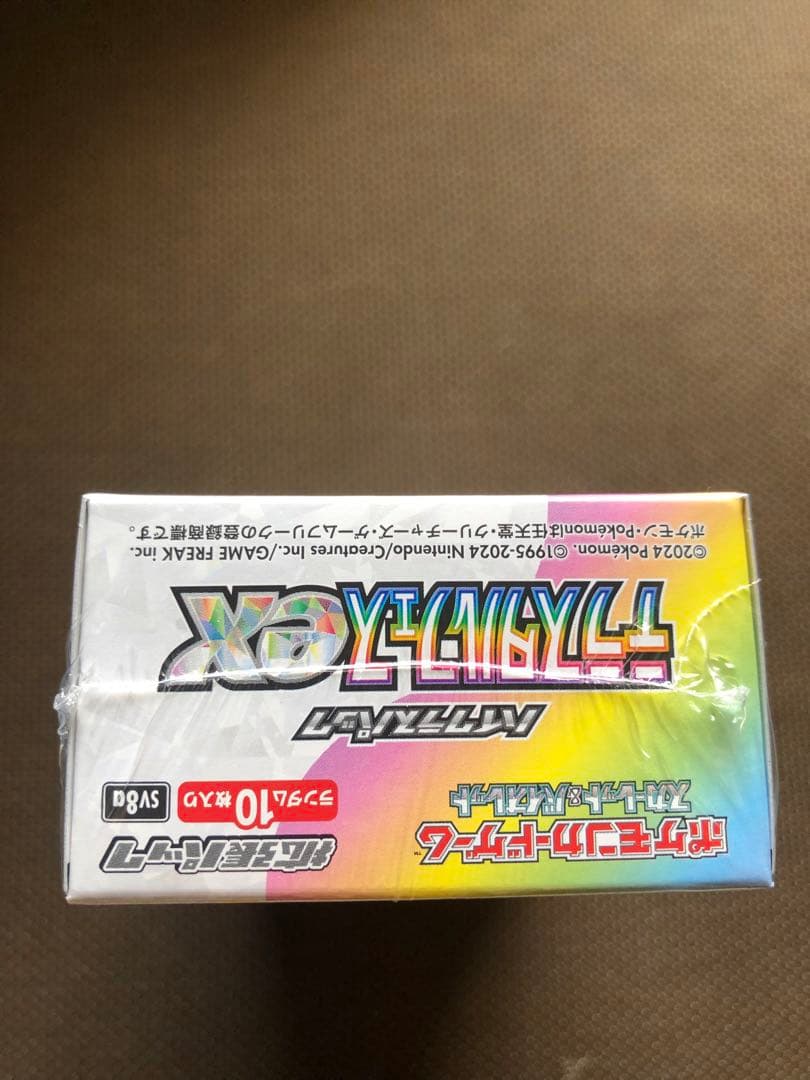 ポケモンカードゲーム™
スカーレット&バイオレット
拡張パック
ランダム10枚入り
SV8a
ハイクラスパック
テラスタルフェスex
©2024 Pokémon. ©1995-2024 Nintendo/Creatures Inc./GAME FREAK inc.
ポケモン・Pokémonは任天堂・クリーチャーズ・ゲームフリークの登録商標です。